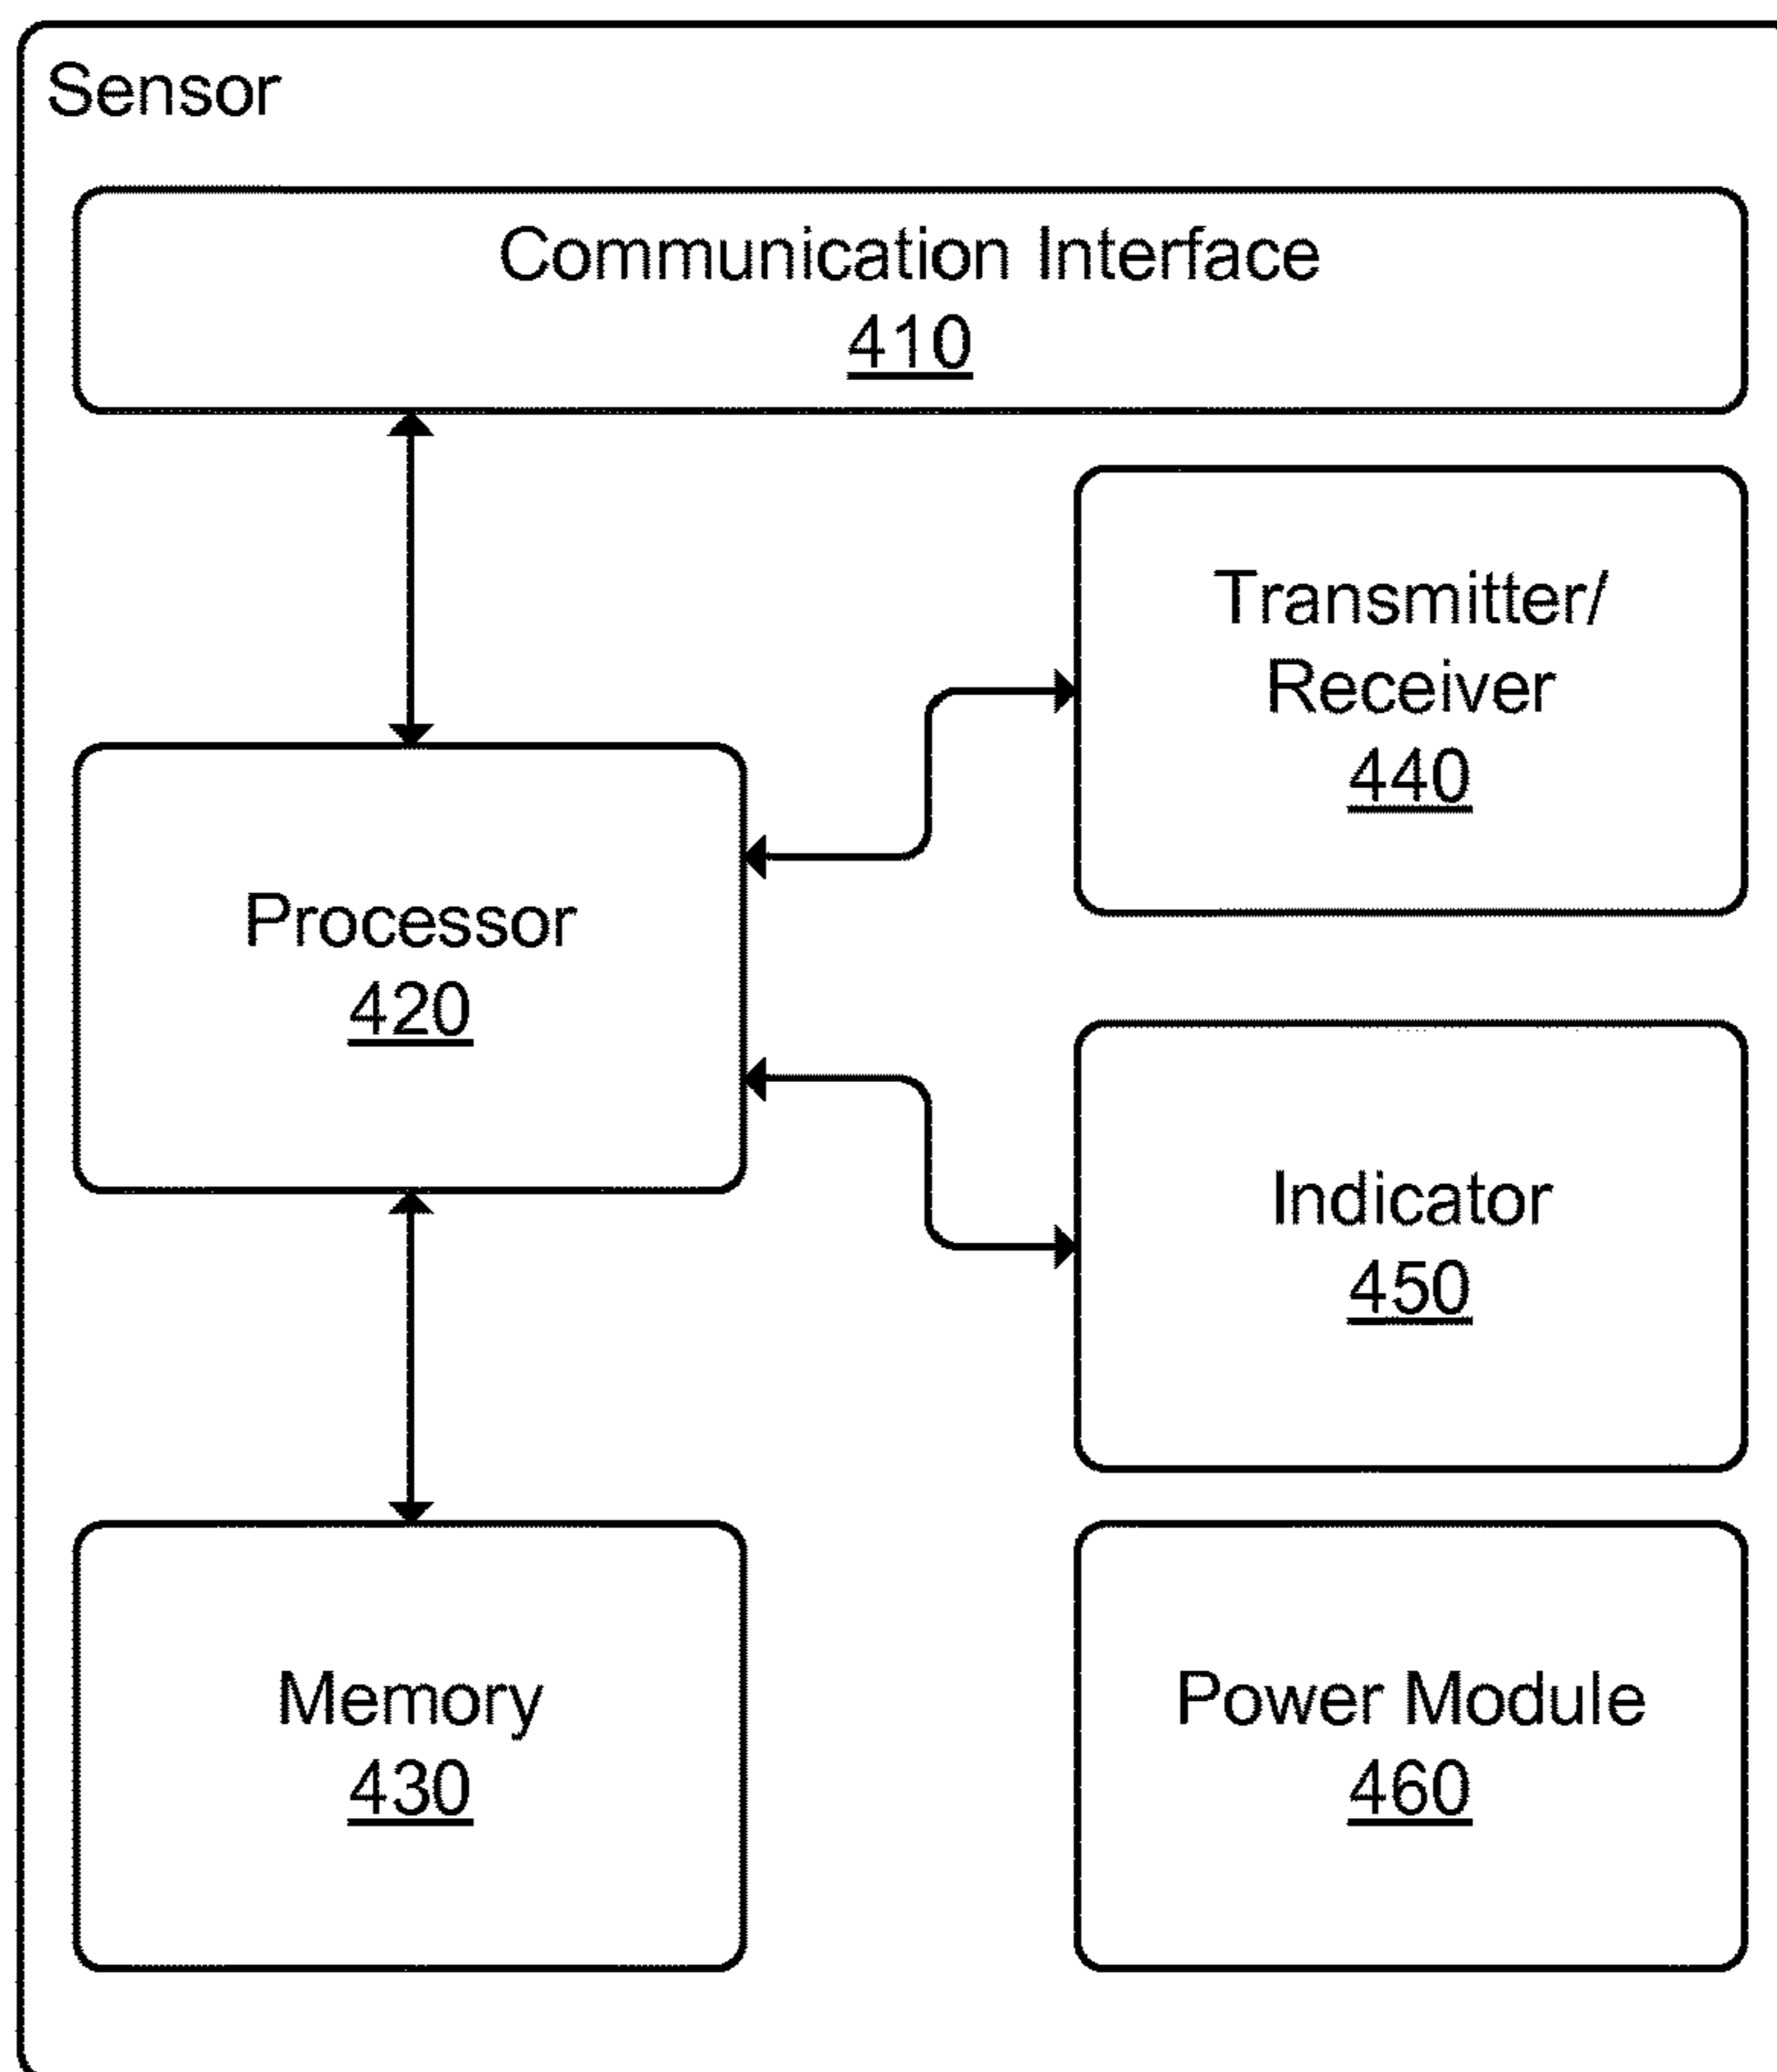 Sensor
Communication Interface
410
Transmitter/
Receiver
440
Processor
420
Indicator
450
Memory
430
Power Module
460